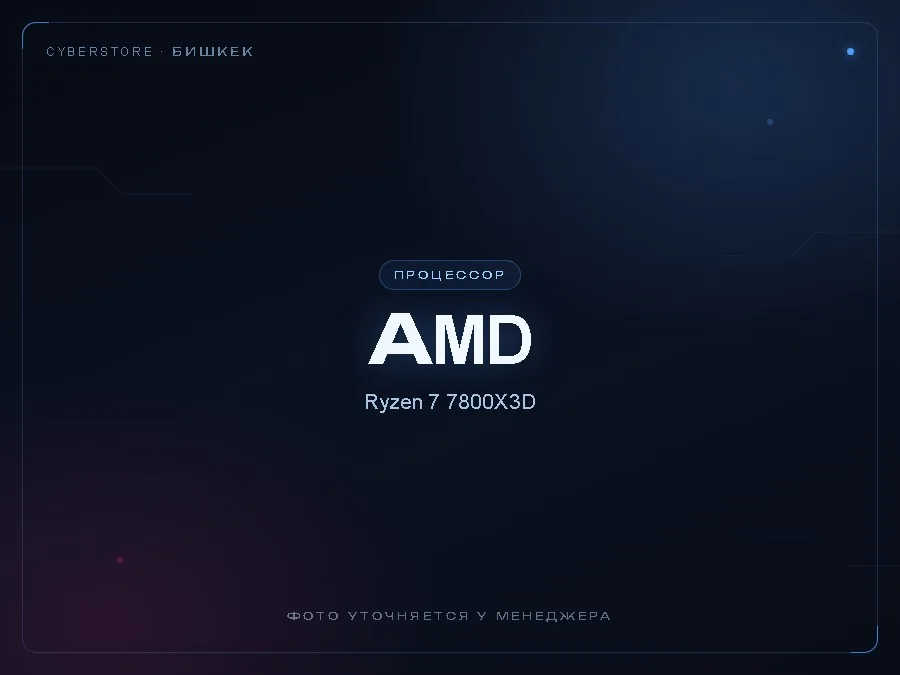 CYBERSTORE · БИШКЕК
ПРОЦЕССОР
AMD
Ryzen 7 7800X3D
ФОТО УТОЧНЯЕТСЯ У МЕНЕДЖЕРА